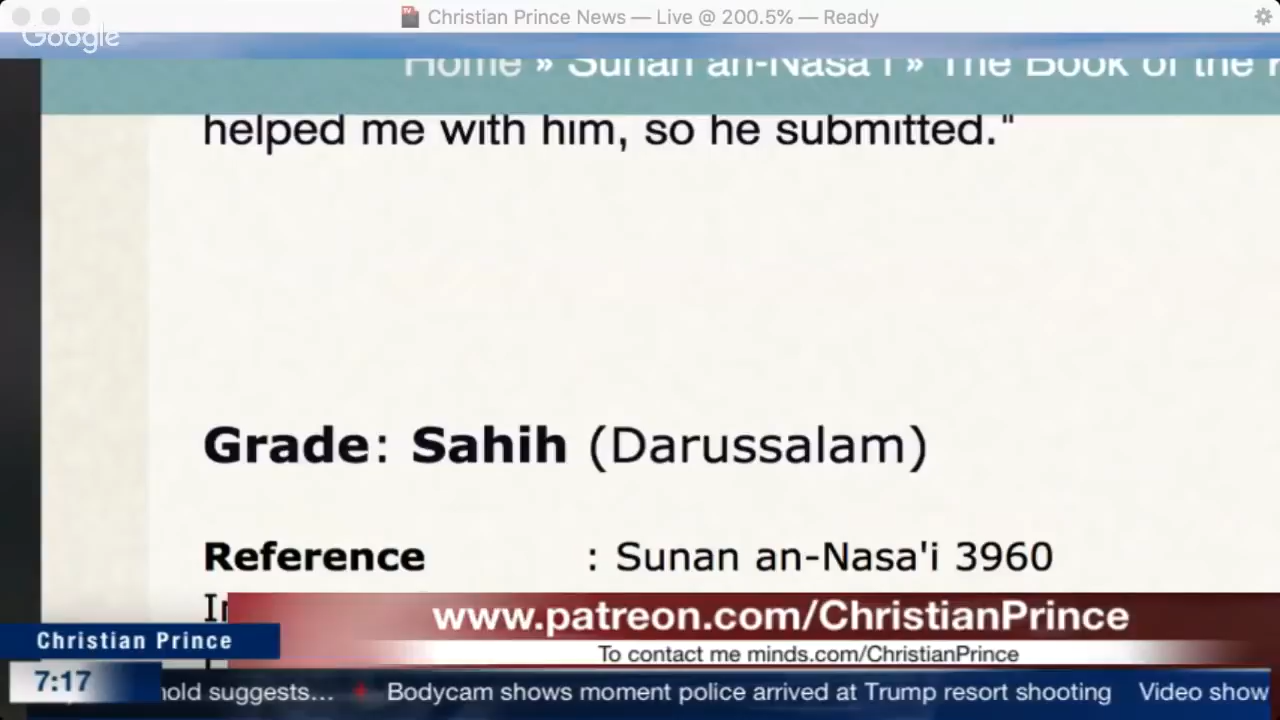 Christian Prince News — Live @ 200.5% — Ready
Google
Home » Sunan an-Nasa'i » The Book of the
helped me with him, so he submitted."
Grade: Sahih (Darussalam)
Reference : Sunan an-Nasa'i 3960
www.patreon.com/ChristianPrince
Christian Prince
To contact me minds.com/ChristianPrince
7:17
suggests... + Bodycam shows moment police arrived at Trump resort shooting Video show